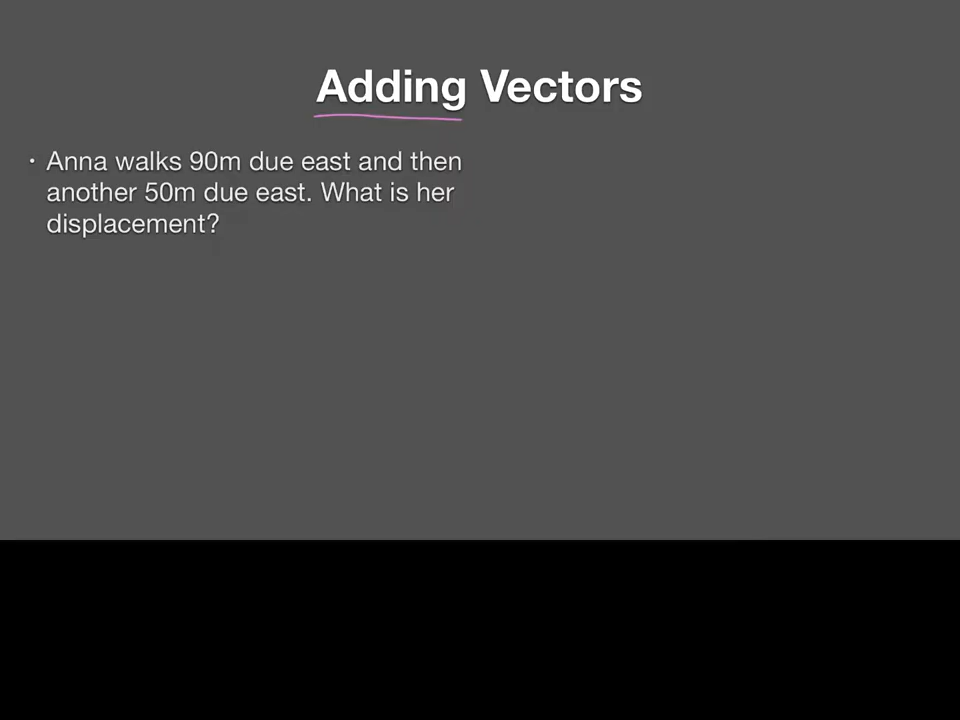 Adding Vectors
• Anna walks 90m due east and then
another 50m due east. What is her
displacement?